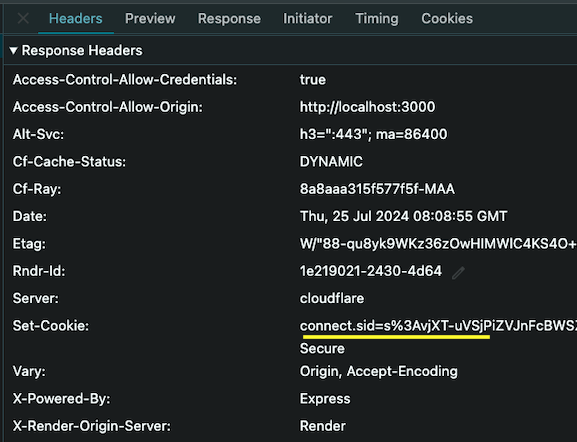 Headers Preview Response Initiator Timing Cookies
▼ Response Headers
Access-Control-Allow-Credentials: true
Access-Control-Allow-Origin: http://localhost:3000
Alt-Svc: h3=":443"; ma=86400
Cf-Cache-Status: DYNAMIC
Cf-Ray: 8a8aaa315f577f5f-MAA
Date: Thu, 25 Jul 2024 08:08:55 GMT
Etag: W/"88-qu8yk9WKz36zOwHIMWlC4KS4O+
Rndr-Id: 1e219021-2430-4d64
Server: cloudflare
Set-Cookie: connect.sid=s%3AvjXT-uVSjPiZVJnFcBWS
Secure
Vary: Origin, Accept-Encoding
X-Powered-By: Express
X-Render-Origin-Server: Render